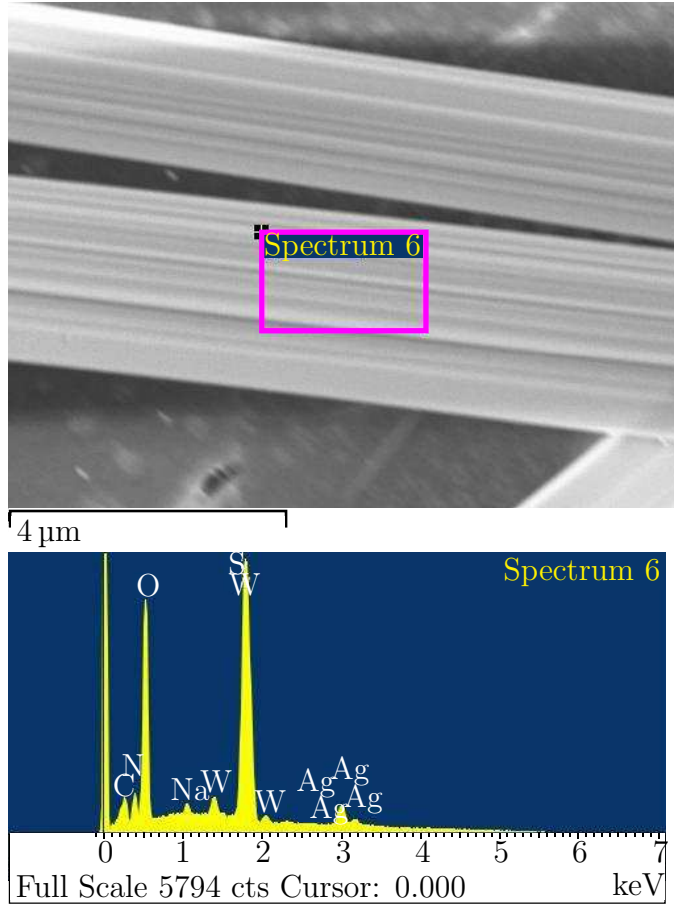 Spectrum 6
4 µm
Spectrum 6
S
O W
N
C Na W W Ag Ag Ag Ag
0 1 2 3 4 5 6 7
Full Scale 5794 cts Cursor: 0.000 keV